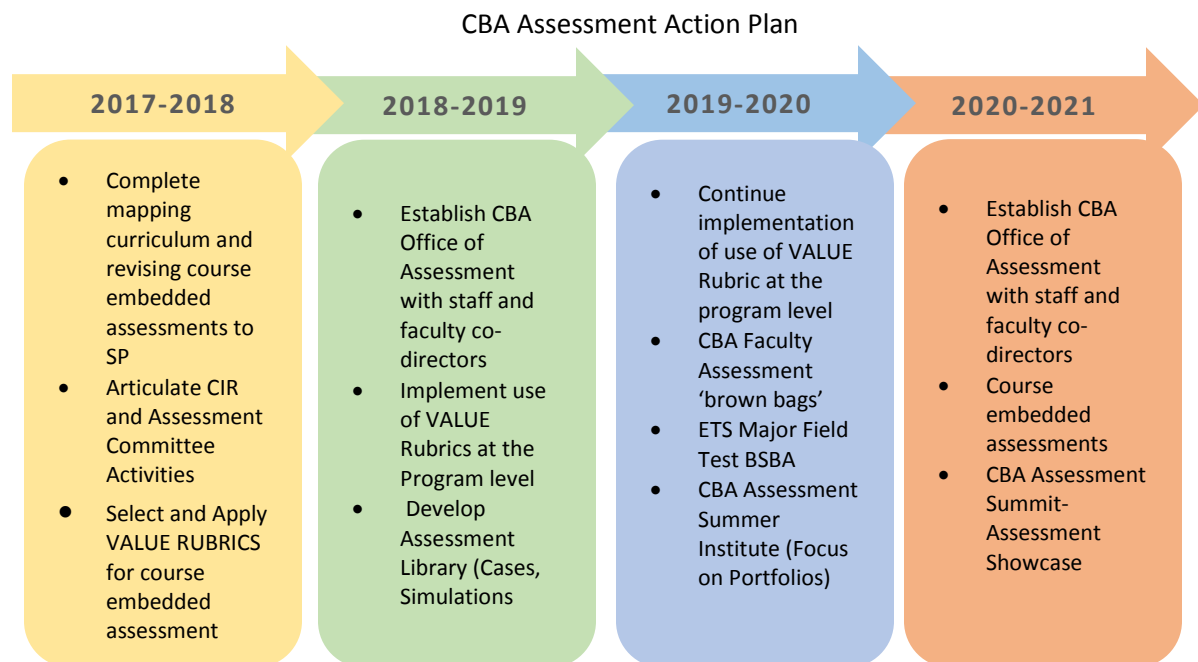 CBA Assessment Action Plan
2017-2018
2018-2019
2019-2020
2020-2021
• Complete
mapping
curriculum and
revising course
embedded
assessments to
SP
• Articulate CIR
and Assessment
Committee
Activities
• Select and Apply
VALUE RUBRICS
for course
embedded
assessment
• Establish CBA
Office of
Assessment
with staff and
faculty co-
directors
• Implement use
of VALUE
Rubrics at the
Program level
• Develop
Assessment
Library (Cases,
Simulations
• Continue
implementation
of use of VALUE
Rubric at the
program level
• CBA Faculty
Assessment
‘brown bags’
• ETS Major Field
Test BSBA
• CBA Assessment
Summer
Institute (Focus
on Portfolios)
• Establish CBA
Office of
Assessment
with staff and
faculty co-
directors
• Course
embedded
assessments
• CBA Assessment
Summit-
Assessment
Showcase